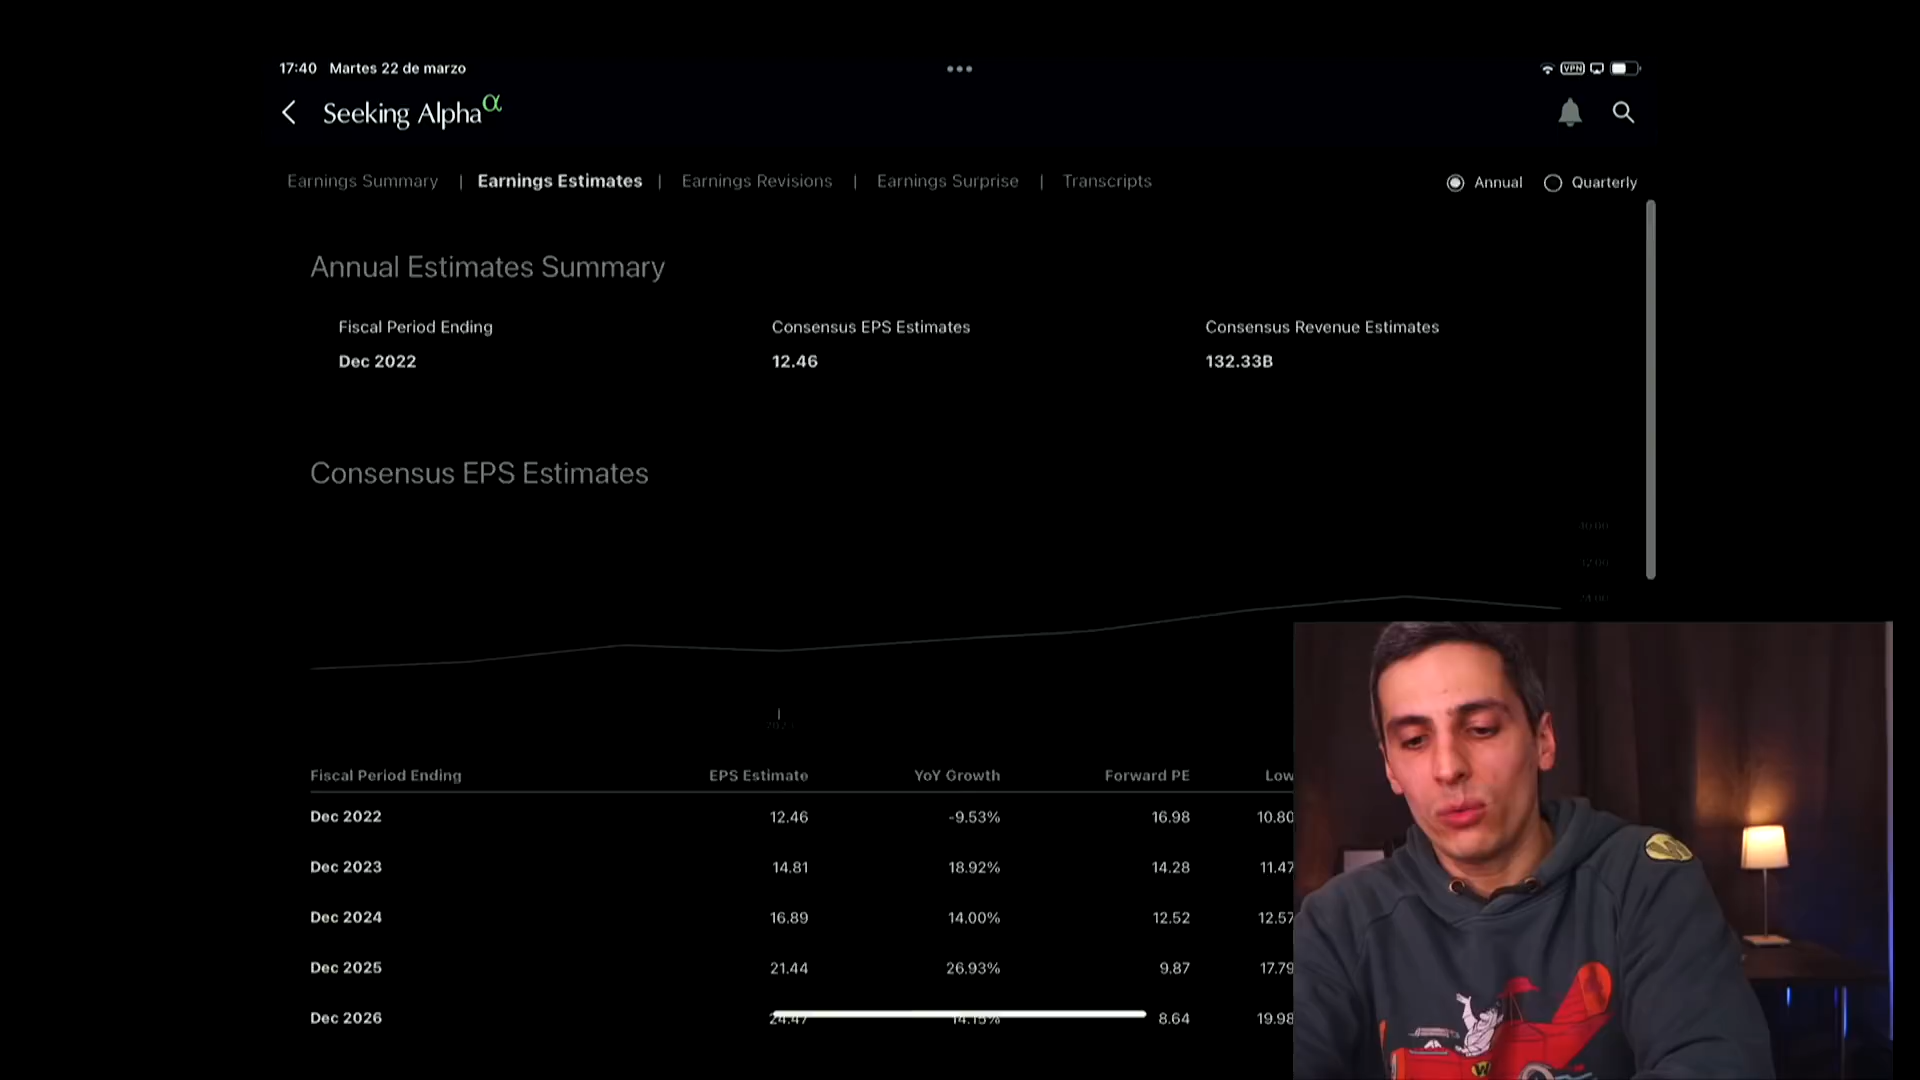 17:40 Martes 22 de marzo
VPN
Seeking Alpha α
Earnings Summary | Earnings Estimates | Earnings Revisions | Earnings Surprise | Transcripts
Annual Quarterly
Annual Estimates Summary
Fiscal Period Ending Consensus EPS Estimates Consensus Revenue Estimates
Dec 2022 12.46 132.33B
Consensus EPS Estimates
Fiscal Period Ending EPS Estimate YoY Growth Forward PE Low
Dec 2022 12.46 -9.53% 16.98 10.80
Dec 2023 14.81 18.92% 14.28 11.47
Dec 2024 16.89 14.00% 12.52 12.57
Dec 2025 21.44 26.93% 9.87 17.79
Dec 2026 24.47 14.15% 8.64 19.98